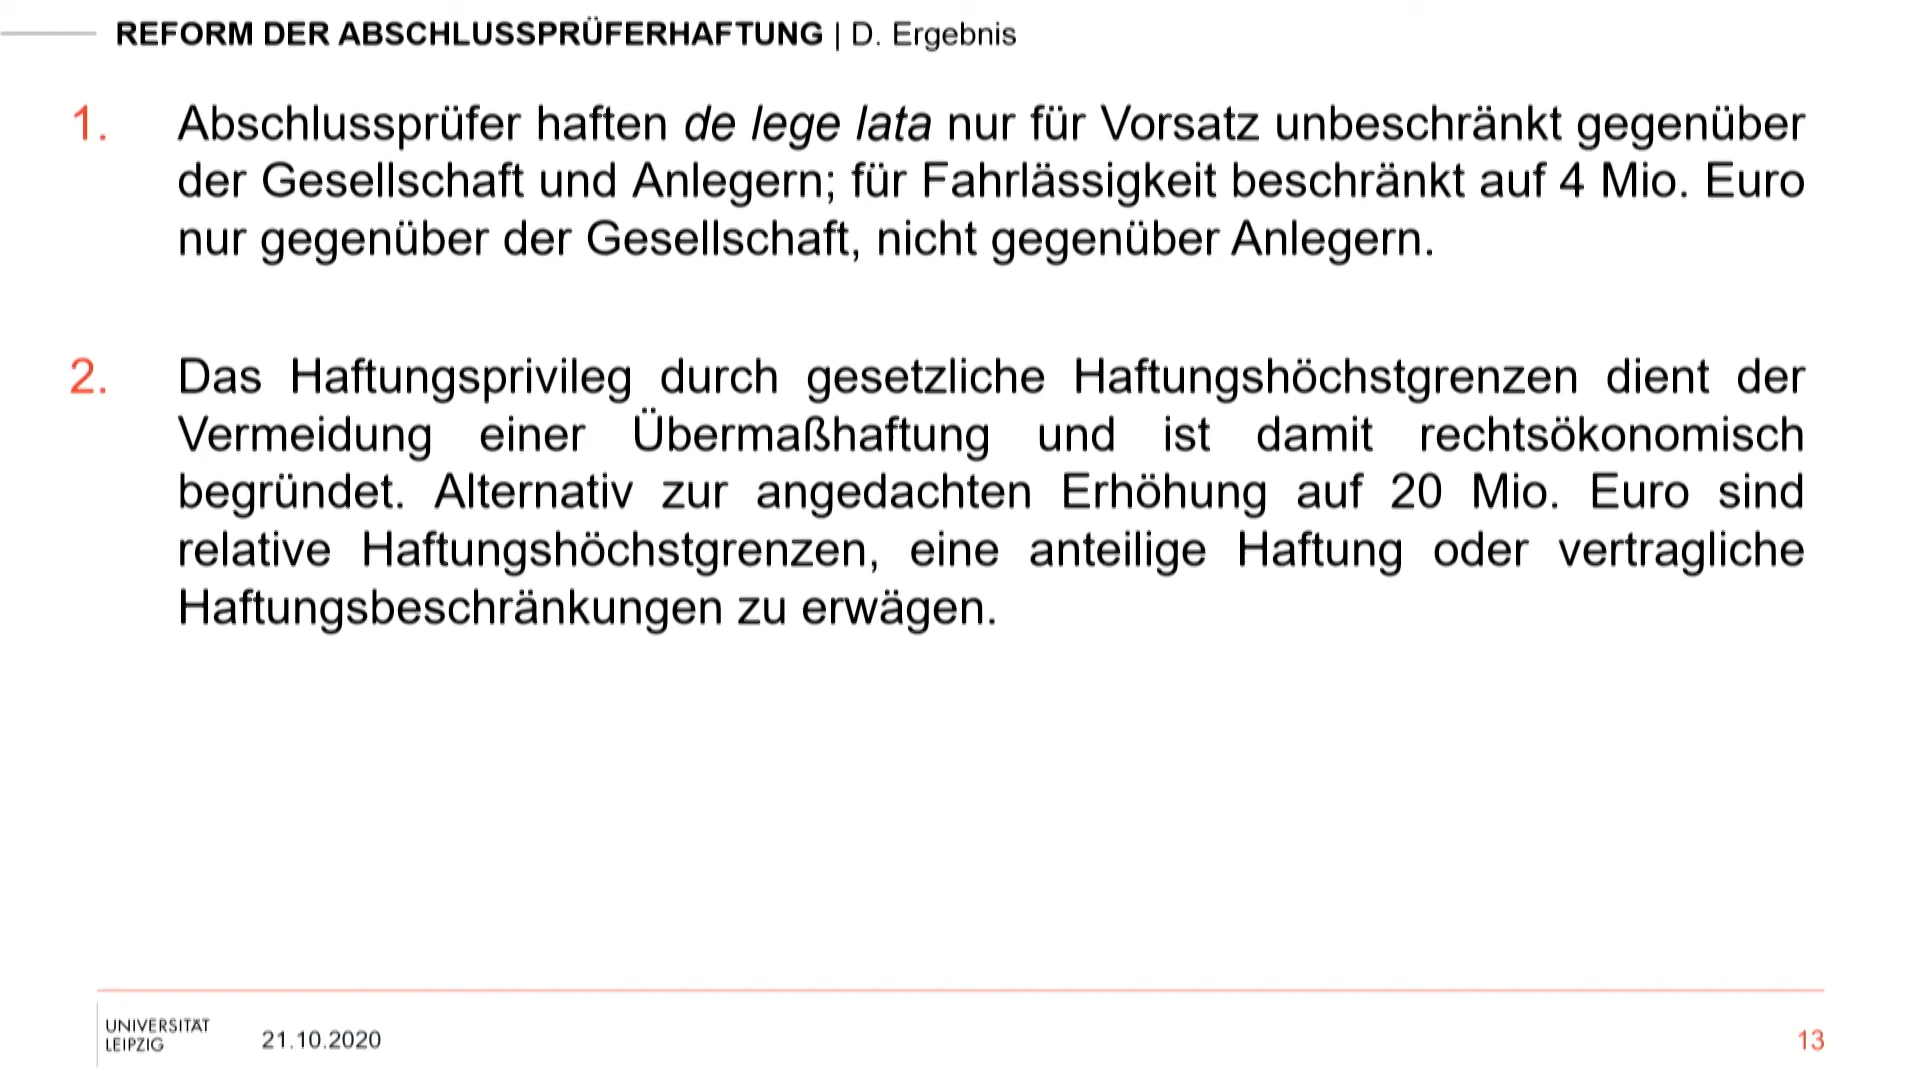 REFORM DER ABSCHLUSSPRÜFERHAFTUNG | D. Ergebnis
1. Abschlussprüfer haften de lege lata nur für Vorsatz unbeschränkt gegenüber
der Gesellschaft und Anlegern; für Fahrlässigkeit beschränkt auf 4 Mio. Euro
nur gegenüber der Gesellschaft, nicht gegenüber Anlegern.
2. Das Haftungsprivileg durch gesetzliche Haftungshöchstgrenzen dient der
Vermeidung einer Übermaßhaftung und ist damit rechtsökonomisch
begründet. Alternativ zur angedachten Erhöhung auf 20 Mio. Euro sind
relative Haftungshöchstgrenzen, eine anteilige Haftung oder vertragliche
Haftungsbeschränkungen zu erwägen.
UNIVERSITÄT
LEIPZIG
21.10.2020
13